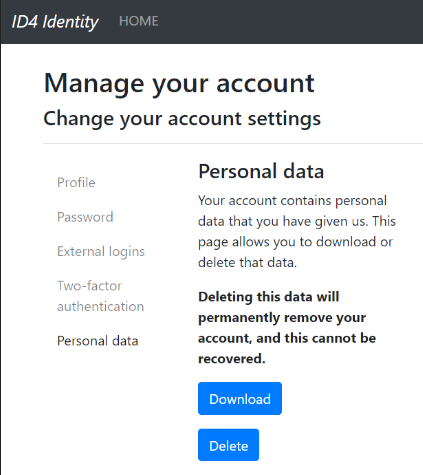 ID4 Identity HOME
Manage your account
Change your account settings
Profile
Password
External logins
Two-factor
authentication
Personal data
Personal data
Your account contains personal
data that you have given us. This
page allows you to download or
delete that data.
Deleting this data will
permanently remove your
account, and this cannot be
recovered.
Download
Delete